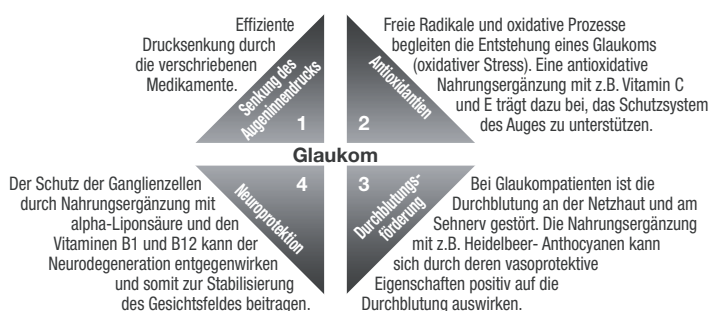 Effiziente
Drucksenkung durch
die verschriebenen
Medikamente.
Senkung des
Augeninnendrucks
1
Freie Radikale und oxidative Prozesse
begleiten die Entstehung eines Glaukoms
(oxidativer Stress). Eine antioxidative
Nahrungsergänzung mit z.B. Vitamin C
und E trägt dazu bei, das Schutzsystem
des Auges zu unterstützen.
Antioxidantien
2
Glaukom
4
Neuroprotektion
Der Schutz der Ganglienzellen
durch Nahrungsergänzung mit
alpha-Liponsäure und den
Vitaminen B1 und B12 kann der
Neurodegeneration entgegenwirken
und somit zur Stabilisierung
des Gesichtsfeldes beitragen.
3
Durchblutungs-
förderung
Bei Glaukompatienten ist die
Durchblutung an der Netzhaut und am
Sehnerv gestört. Die Nahrungsergänzung
mit z.B. Heidelbeer- Anthocyanen kann
sich durch deren vasoprotektive
Eigenschaften positiv auf die
Durchblutung auswirken.